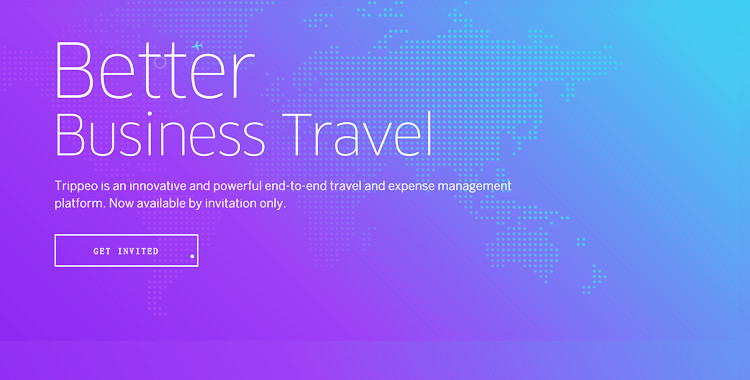 Better
Business Travel
Trippeo is an innovative and powerful end-to-end travel and expense management
platform. Now available by invitation only.
GET INVITED